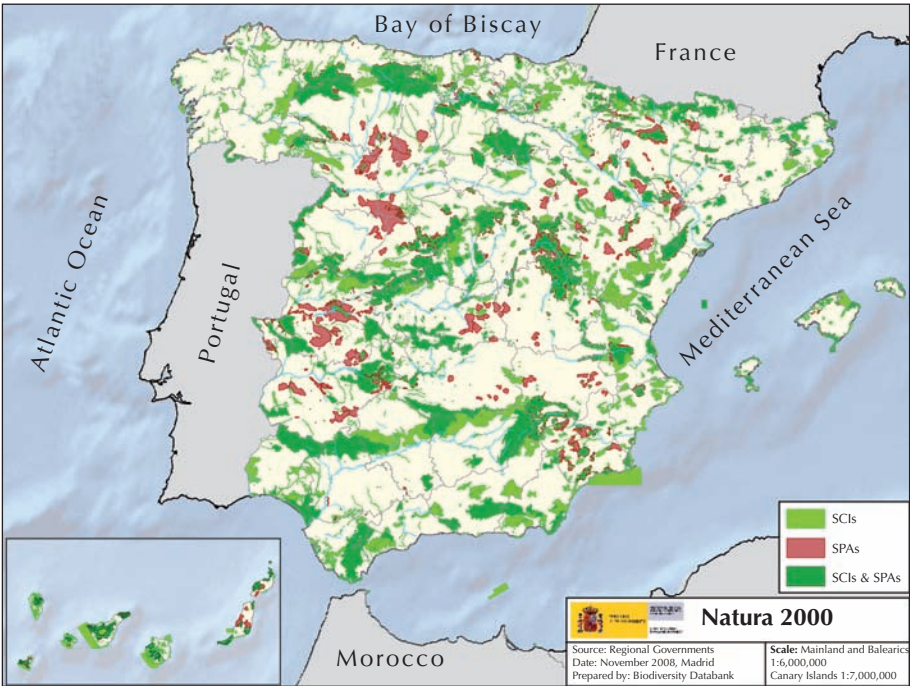 Bay of Biscay
France
Atlantic Ocean
Portugal
Mediterranean Sea
Morocco
SCIs
SPAs
SCIs & SPAs
Natura 2000
Source: Regional Governments
Date: November 2008, Madrid
Prepared by: Biodiversity Databank
Scale: Mainland and Balearics
1:6,000,000
Canary Islands 1:7,000,000